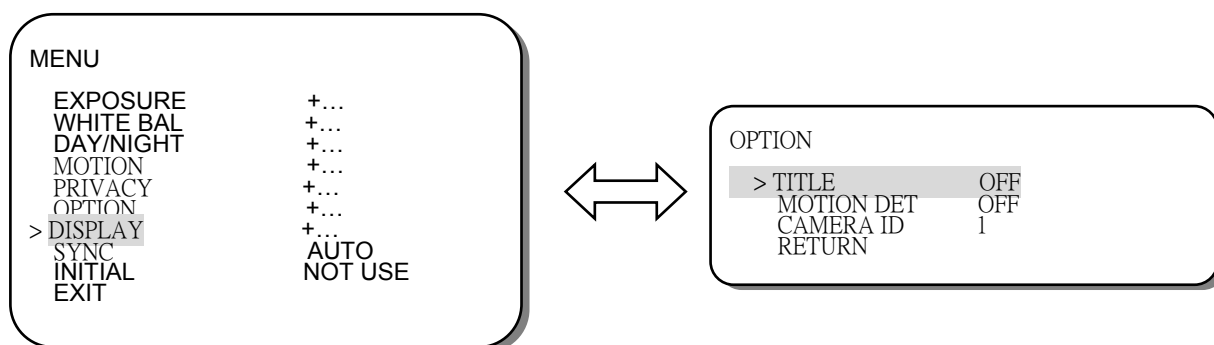 MENU
EXPOSURE +...
WHITE BAL +...
DAY/NIGHT +...
MOTION +...
PRIVACY +...
OPTION +...
> DISPLAY +...
SYNC AUTO
INITIAL NOT USE
EXIT
OPTION
> TITLE OFF
MOTION DET OFF
CAMERA ID 1
RETURN